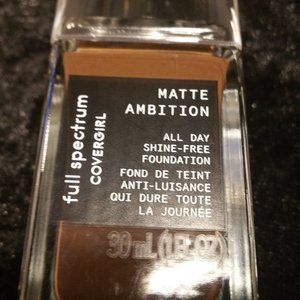 full spectrum
COVERGIRL
MATTE
AMBITION
ALL DAY
SHINE-FREE
FOUNDATION
FOND DE TEINT
ANTI-LUISANCE
QUI DURE TOUTE
LA JOURNÉE
30 mL (1 FL OZ)